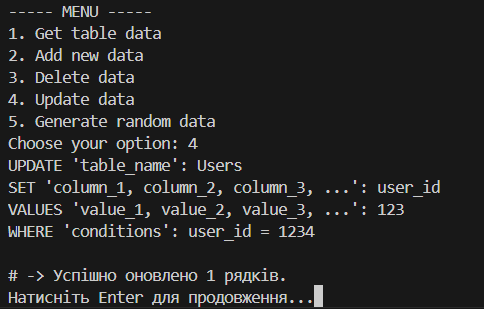 ----- MENU -----
1. Get table data
2. Add new data
3. Delete data
4. Update data
5. Generate random data
Choose your option: 4
UPDATE 'table_name': Users
SET 'column_1, column_2, column_3, ...': user_id
VALUES 'value_1, value_2, value_3, ...': 123
WHERE 'conditions': user_id = 1234
# -> Успішно оновлено 1 рядків.
Натисніть Enter для продовження...